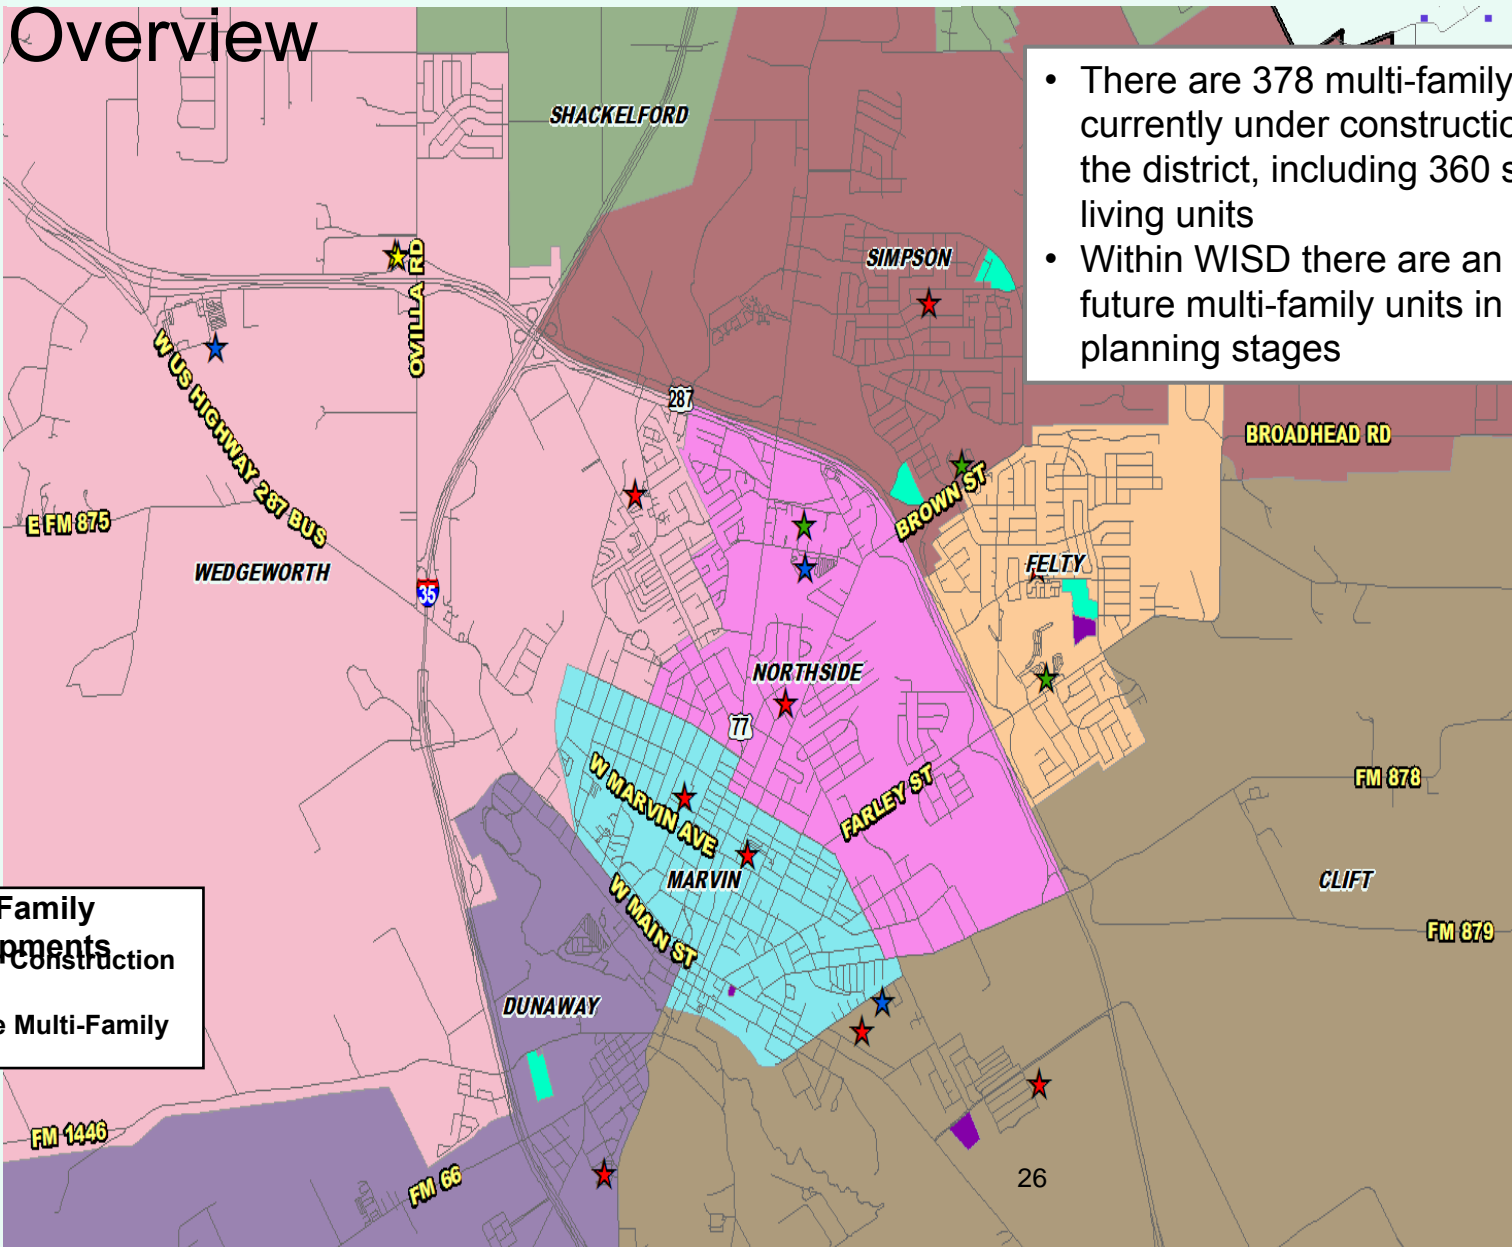 Overview
• There are 378 multi-family
currently under constructio
the district, including 360 s
living units
• Within WISD there are an
future multi-family units in
planning stages
SHACKELFORD
SIMPSON
OVILLA RD
W US HIGHWAY 287 BUS
287
BROADHEAD RD
BROWN ST
E FM 875
WEDGEWORTH
35
FELTY
NORTHSIDE
77
W MARVIN AVE
FARLEY ST
FM 878
MARVIN
CLIFT
W MAIN ST
FM 879
Family
pments
Construction
e Multi-Family
DUNAWAY
FM 1446
FM 66
26